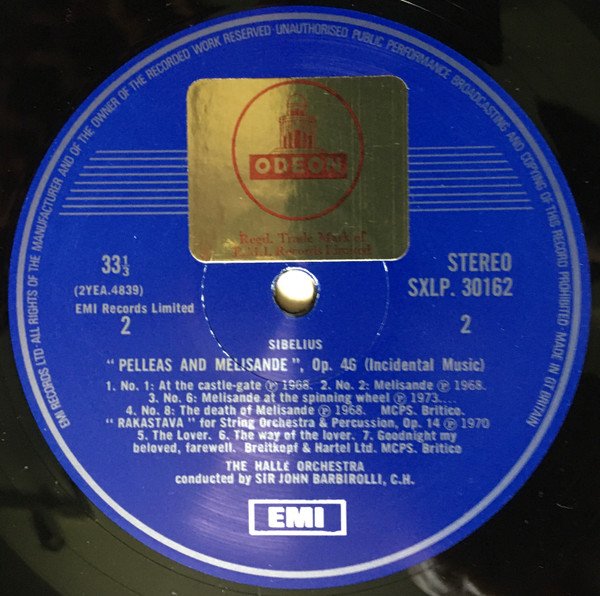 EMI RECORDS LTD·ALL RIGHTS OF THE MANUFACTURER AND OF THE OWNER OF THE RECORDED WORK RESERVED·UNAUTHORISED PUBLIC PERFORMANCE BROADCASTING AND COPYING OF THIS RECORD PROHIBITED·MADE IN GT BRITAIN
ODEON
Regd. Trade Mark of
E.M.I. Records Limited
33⅓
STEREO
(2YEA.4839)
SXLP. 30162
EMI Records Limited
2
2
SIBELIUS
"PELLEAS AND MELISANDE", Op. 46 (Incidental Music)
1. No. 1: At the castle-gate ℗ 1968. 2. No. 2: Melisande ℗ 1968.
3. No. 6: Melisande at the spinning wheel ℗ 1973....
4. No. 8: The death of Melisande ℗ 1968. MCPS. Britico.
"RAKASTAVA" for String Orchestra & Percussion, Op. 14 ℗ 1970
5. The Lover. 6. The way of the lover. 7. Goodnight my
beloved, farewell. Breitkopf & Hartel Ltd. MCPS. Britico
THE HALLÉ ORCHESTRA
conducted by SIR JOHN BARBIROLLI, C.H.
EMI